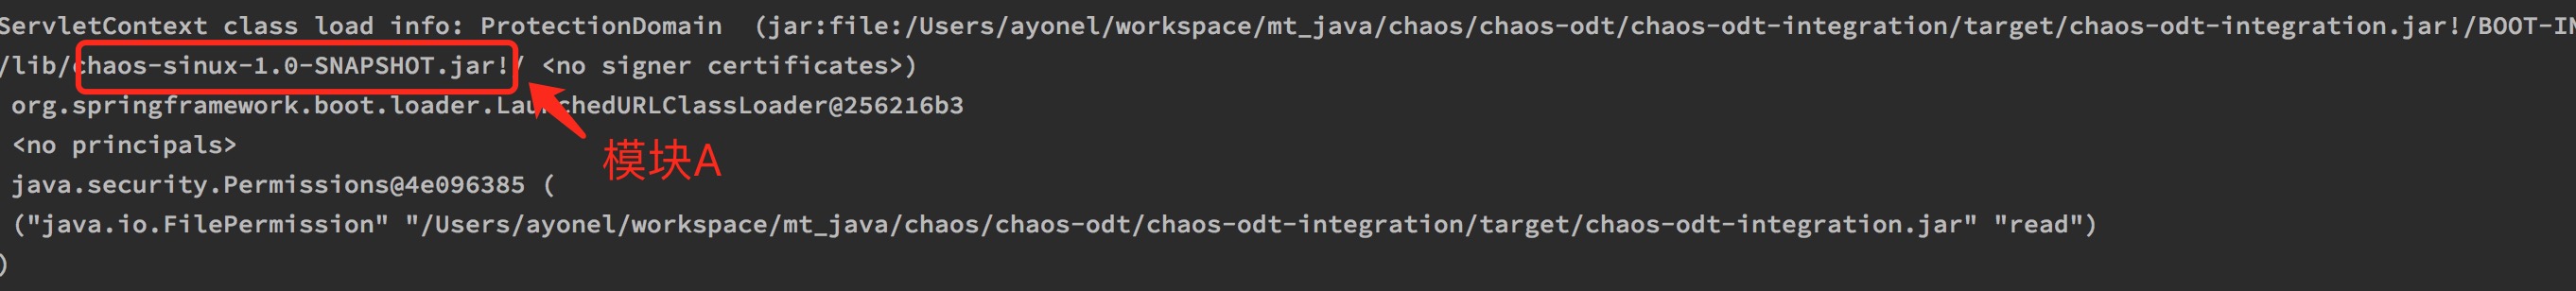 ServletContext class load info: ProtectionDomain  (jar:file:/Users/ayonel/workspace/mt_java/chaos/chaos-odt/chaos-odt-integration/target/chaos-odt-integration.jar!/BOOT-IN
/lib/chaos-sinux-1.0-SNAPSHOT.jar!/ <no signer certificates>)
org.springframework.boot.loader.LaunchedURLClassLoader@256216b3
<no principals>
模块A
java.security.Permissions@4e096385 (
("java.io.FilePermission" "/Users/ayonel/workspace/mt_java/chaos/chaos-odt/chaos-odt-integration/target/chaos-odt-integration.jar" "read")
)